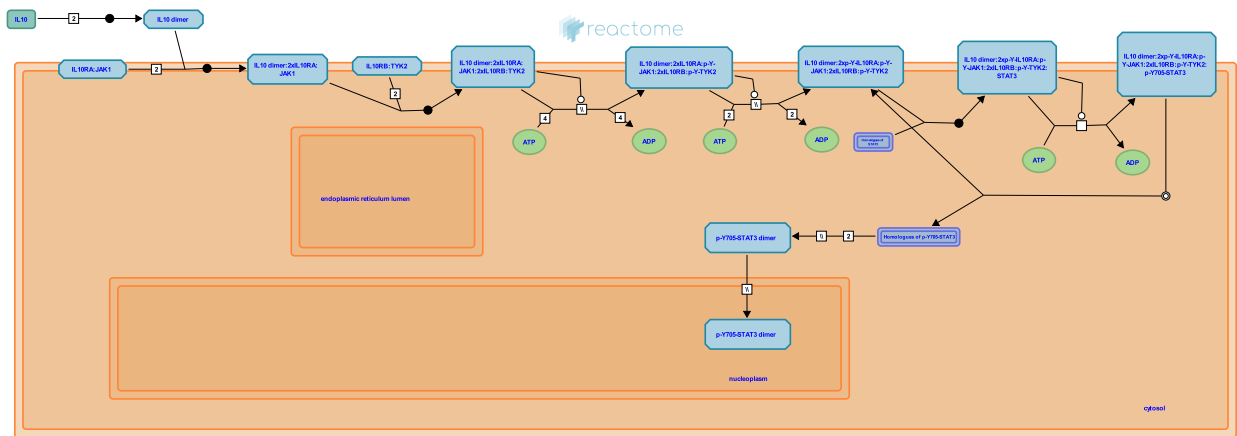 reactome
IL10
2
IL10 dimer
IL10RA:JAK1
2
IL10 dimer:2xIL10RA:
JAK1
IL10RB:TYK2
2
IL10 dimer:2xIL10RA:
JAK1:2xIL10RB:TYK2
\\
4
4
ATP
ADP
IL10 dimer:2xIL10RA:p-Y-
JAK1:2xIL10RB:p-Y-TYK2
\\
2
2
ATP
ADP
IL10 dimer:2xp-Y-IL10RA:p-Y-
JAK1:2xIL10RB:p-Y-TYK2
Homologues of
STAT3
IL10 dimer:2xp-Y-IL10RA:p-
Y-JAK1:2xIL10RB:p-Y-TYK2:
STAT3
ATP
ADP
IL10 dimer:2xp-Y-IL10RA:p-
Y-JAK1:2xIL10RB:p-Y-TYK2:
p-Y705-STAT3
endoplasmic reticulum lumen
p-Y705-STAT3 dimer
\\
2
Homologues of p-Y705-STAT3
\\
p-Y705-STAT3 dimer
nucleoplasm
cytosol